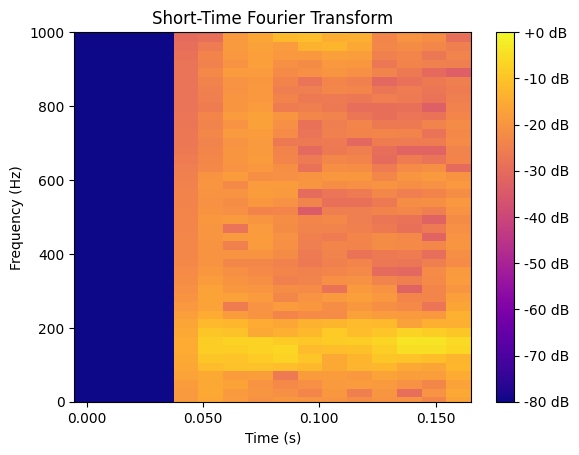 Short-Time Fourier Transform
1000
800
600
400
200
0
Frequency (Hz)
0.000
0.050
0.100
0.150
Time (s)
+0 dB
-10 dB
-20 dB
-30 dB
-40 dB
-50 dB
-60 dB
-70 dB
-80 dB